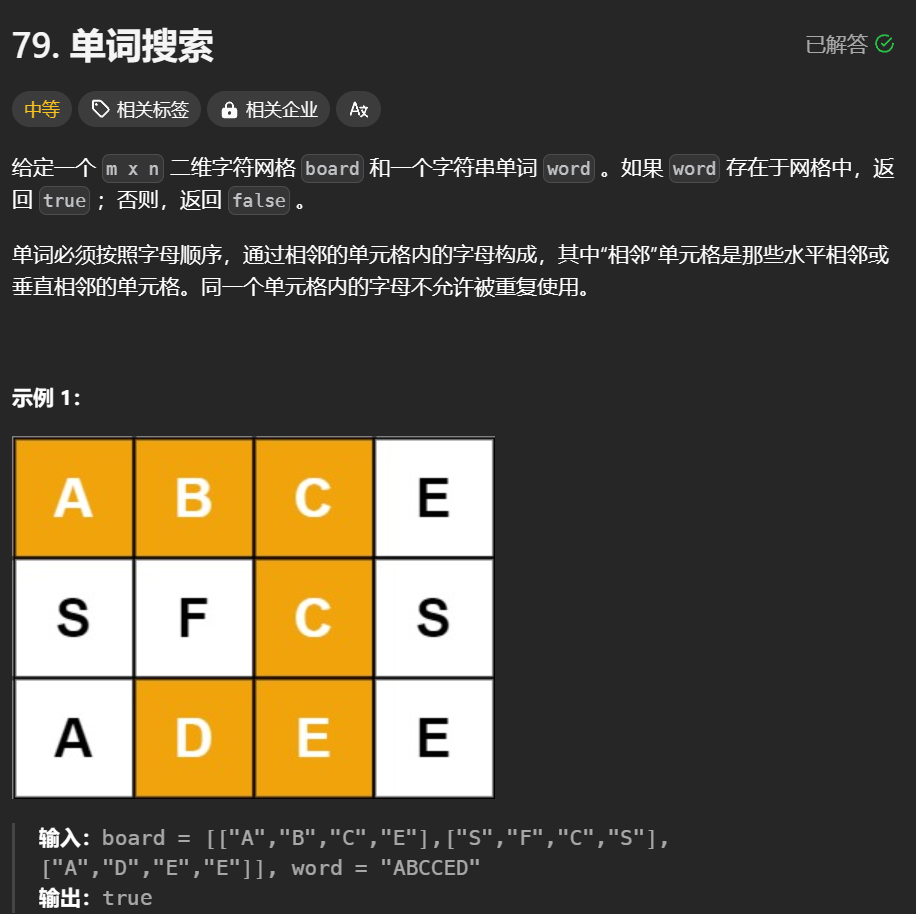 79. 单词搜索
已解答
中等 相关标签 相关企业
给定一个 m x n 二维字符网格 board 和一个字符串单词 word 。如果 word 存在于网格中，返
回 true ；否则，返回 false 。
单词必须按照字母顺序，通过相邻的单元格内的字母构成，其中“相邻”单元格是那些水平相邻或
垂直相邻的单元格。同一个单元格内的字母不允许被重复使用。
示例 1：
A B C E
S F C S
A D E E
输入：board = [["A","B","C","E"],["S","F","C","S"],
["A","D","E","E"]], word = "ABCCED"
输出：true